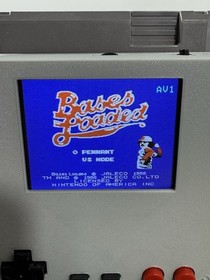 AV1
Bases
Loaded
PENNANT
VS MODE
Bases Loaded © JALECO 1988
TM AND © 1988 JALECO CO.LTD
LICENSED BY
NINTENDO OF AMERICA INC